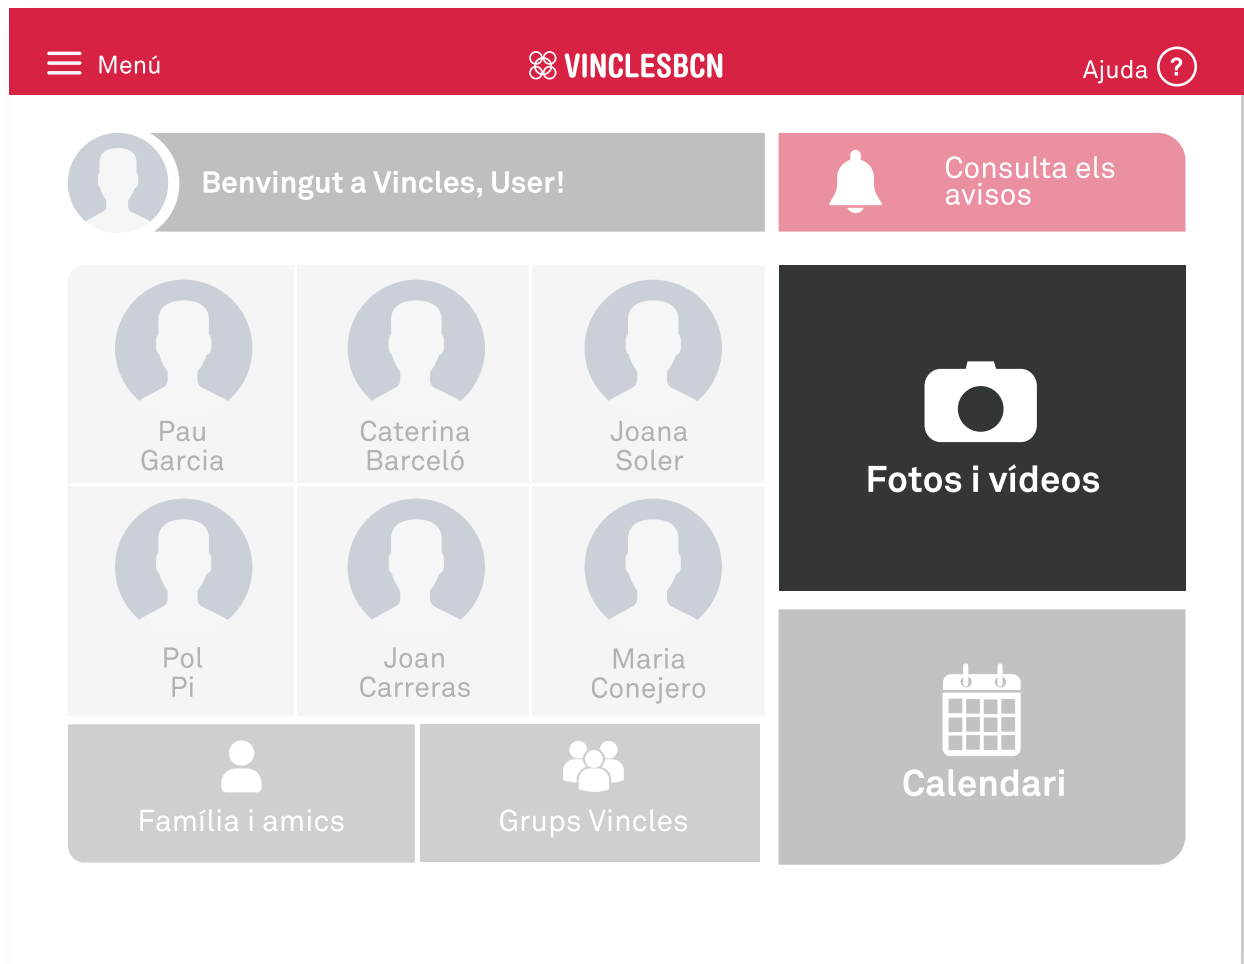 Menú
VINCLESBCN
Ajuda ?
Benvingut a Vincles, User!
Consulta els
avisos
Pau
Garcia
Caterina
Barceló
Joana
Soler
Fotos i vídeos
Pol
Pi
Joan
Carreras
Maria
Conejero
Calendari
Família i amics
Grups Vincles